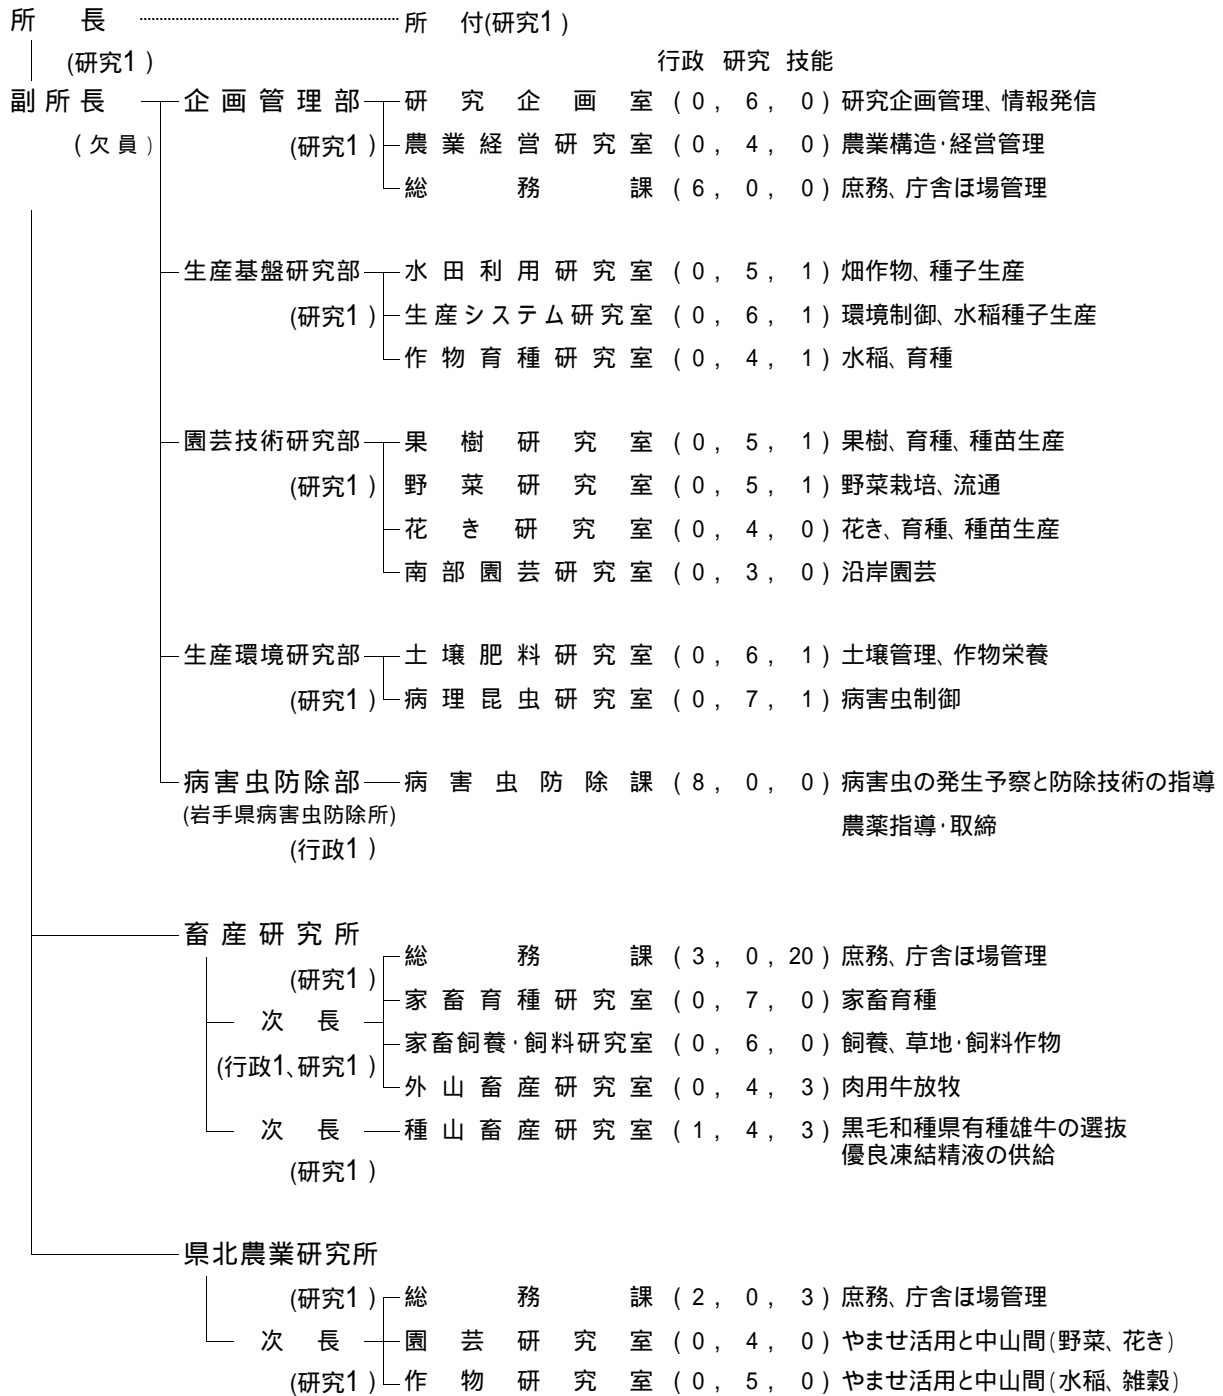 所　長 所　付(研究1)
(研究1)
行政 研究 技能
副所長 企画管理部 研究企画室 (0, 6, 0) 研究企画管理、情報発信
(欠員) (研究1) 農業経営研究室 (0, 4, 0) 農業構造・経営管理
総務課 (6, 0, 0) 庶務、庁舎ほ場管理
生産基盤研究部 水田利用研究室 (0, 5, 1) 畑作物、種子生産
(研究1) 生産システム研究室 (0, 6, 1) 環境制御、水稲種子生産
作物育種研究室 (0, 4, 1) 水稲、育種
園芸技術研究部 果樹研究室 (0, 5, 1) 果樹、育種、種苗生産
(研究1) 野菜研究室 (0, 5, 1) 野菜栽培、流通
花き研究室 (0, 4, 0) 花き、育種、種苗生産
南部園芸研究室 (0, 3, 0) 沿岸園芸
生産環境研究部 土壌肥料研究室 (0, 6, 1) 土壌管理、作物栄養
(研究1) 病理昆虫研究室 (0, 7, 1) 病害虫制御
病害虫防除部 病害虫防除課 (8, 0, 0) 病害虫の発生予察と防除技術の指導
(岩手県病害虫防除所) 農薬指導・取締
(行政1)
畜産研究所
総務課 (3, 0, 20) 庶務、庁舎ほ場管理
(研究1)
家畜育種研究室 (0, 7, 0) 家畜育種
次　長
家畜飼養・飼料研究室 (0, 6, 0) 飼養、草地・飼料作物
(行政1、研究1)
外山畜産研究室 (0, 4, 3) 肉用牛放牧
次　長 種山畜産研究室 (1, 4, 3) 黒毛和種県有種雄牛の選抜
優良凍結精液の供給
(研究1)
県北農業研究所
(研究1) 総務課 (2, 0, 3) 庶務、庁舎ほ場管理
次　長 園芸研究室 (0, 4, 0) やませ活用と中山間(野菜、花き)
(研究1) 作物研究室 (0, 5, 0) やませ活用と中山間(水稲、雑穀)